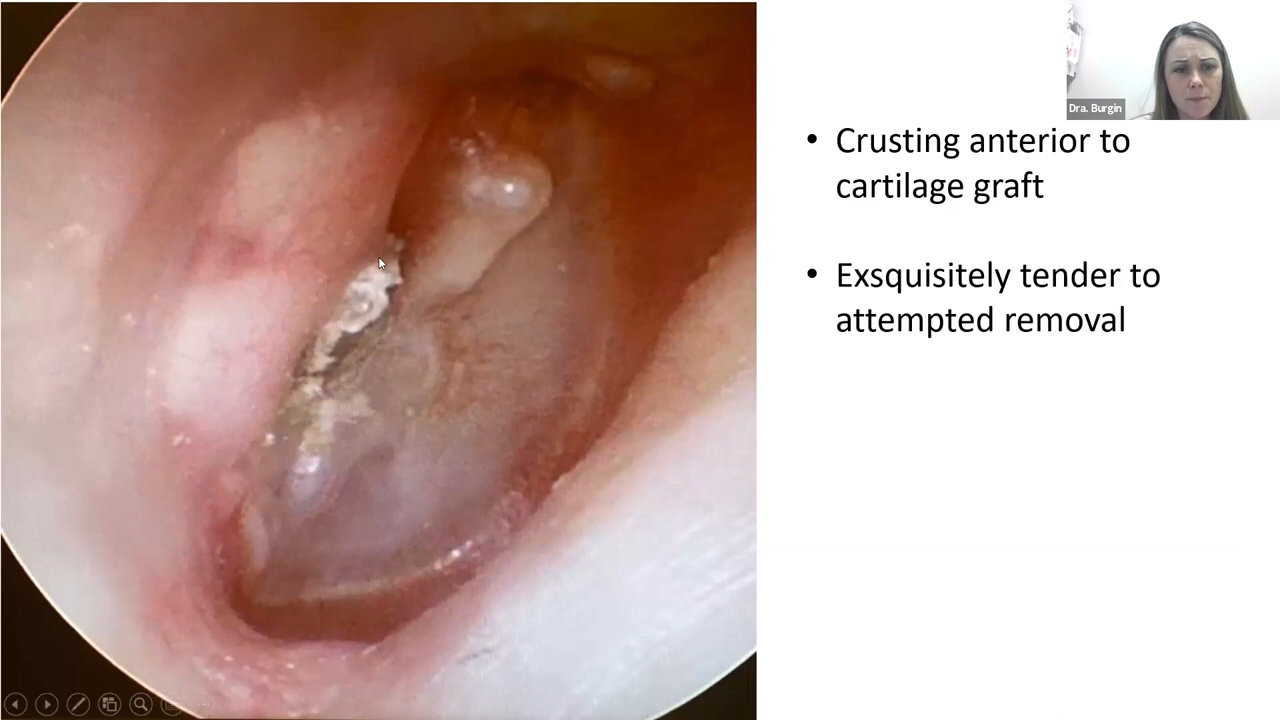 Dra. Burgin
• Crusting anterior to
cartilage graft
• Exsquisitely tender to
attempted removal